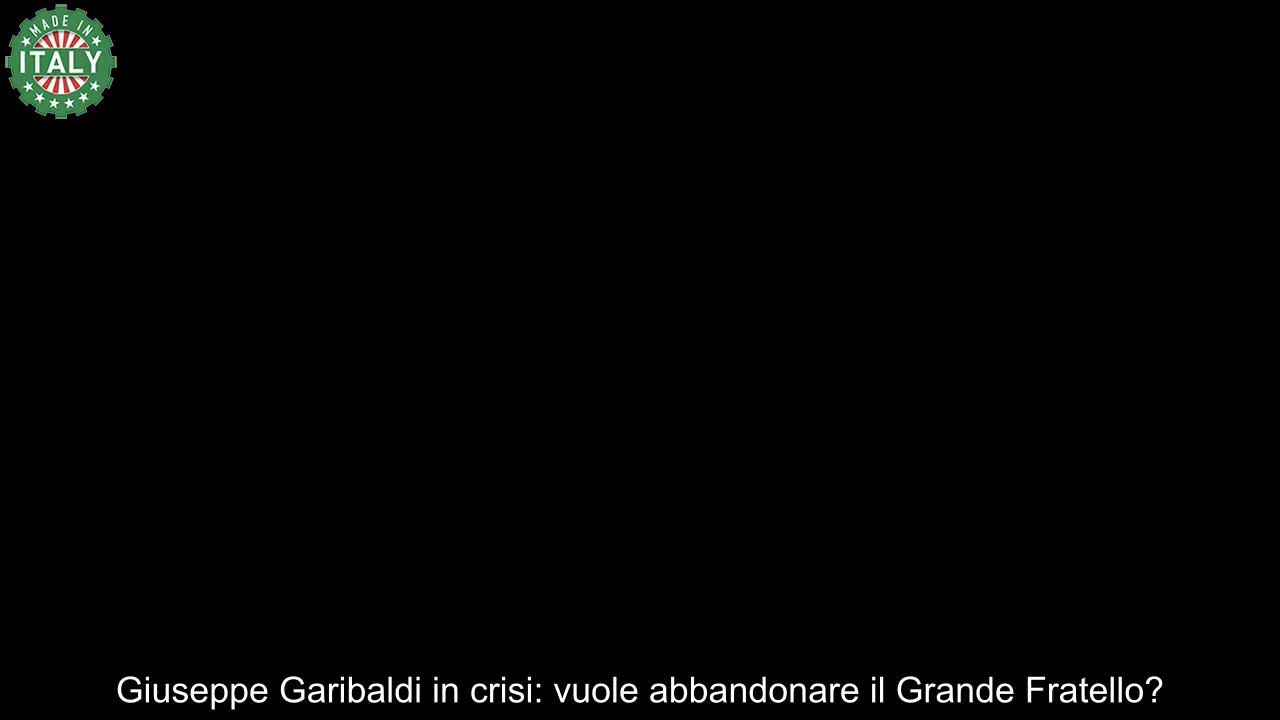 MADE IN
ITALY
Giuseppe Garibaldi in crisi: vuole abbandonare il Grande Fratello?